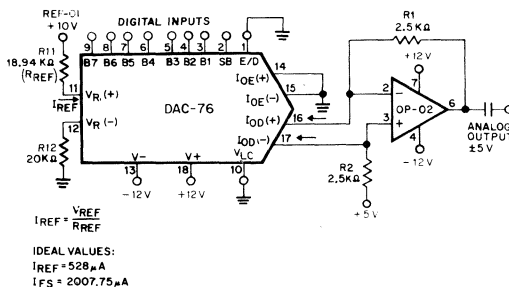 DIGITAL INPUTS
REF-01
+10V
R11
18.94 KΩ
(RREF)
IREF
9 8 7 6 5 4 3 2 1
B7 B6 B5 B4 B3 B2 B1 SB E/D
11 VR(+)
12 VR(-)
R12
20KΩ
DAC-76
IOE(+) 14
IOE(-) 15
IOD(+) 16
IOD(-) 17
V- V+ VLC
13 18 10
-12V +12V
R1
2.5KΩ
+12V
7
2
-
OP-02
6
3
+
4
-12V
ANALOG
OUTPUT
±5V
R2
2.5KΩ
+5V
IREF = VREF
RREF
IDEAL VALUES:
IREF=528μA
IFS = 2007.75μA